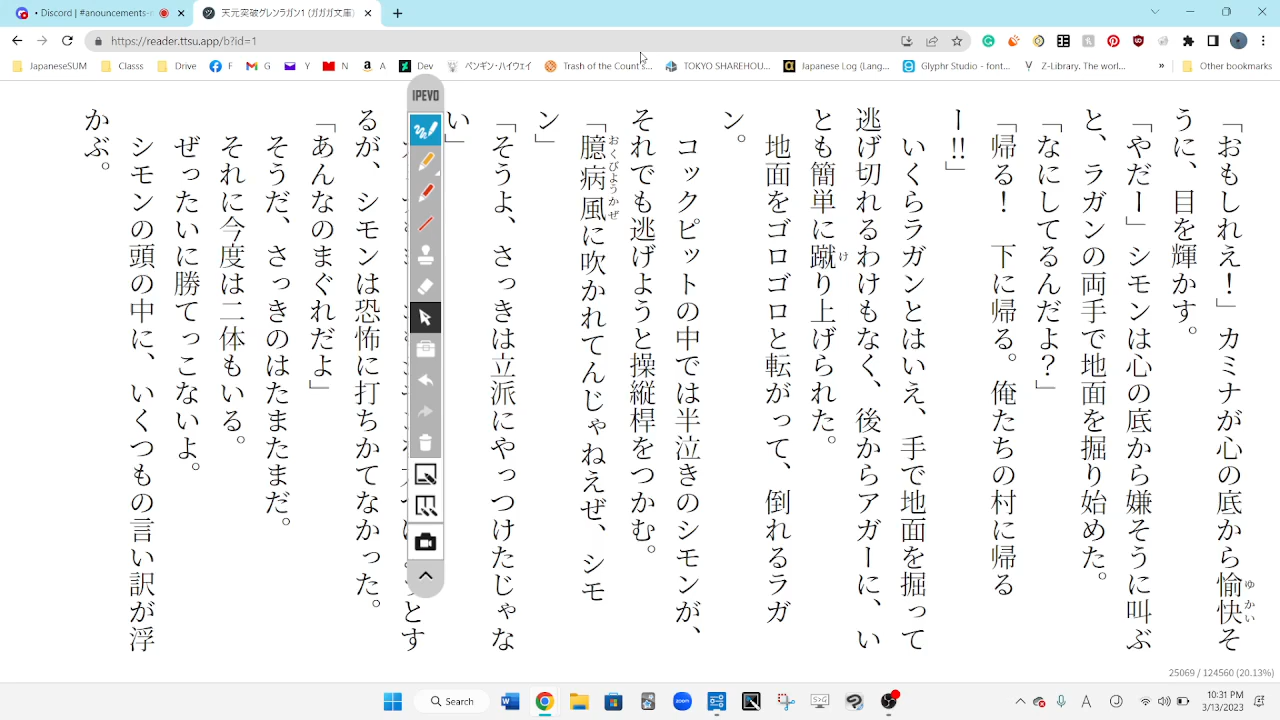 • Discord | #anouncements-
天元突破グレンラガン1 (ガガガ文庫)
https://reader.ttsu.app/b?id=1
JapaneseSUM
Classs
Drive
F
G
Y
N
A
Dev
ペンギン・ハイウェイ
Trash of the Count's...
TOKYO SHAREHOU...
Japanese Log (Lang...
Glyphr Studio - font...
Z-Library. The worl...
»
Other bookmarks
IPEVO
「おもしれえ！」カミナが心の底から愉快そ
ゆかい
うに、目を輝かす。
「やだー」シモンは心の底から嫌そうに叫ぶ
と、ラガンの両手で地面を掘り始めた。
「なにしてるんだよ？」
「帰る！　下に帰る。俺たちの村に帰る
ー!!」
いくらラガンとはいえ、手で地面を掘って
逃げ切れるわけもなく、後からアガーに、い
とも簡単に蹴り上げられた。
け
地面をゴロゴロと転がって、倒れるラガ
ン。
コックピットの中では半泣きのシモンが、
それでも逃げようと操縦桿をつかむ。
「臆病風に吹かれてんじゃねえぜ、シモ
おくびょうかぜ
ン」
「そうよ、さっきは立派にやっつけたじゃな
い」
とす
るが、シモンは恐怖に打ちかてなかった。
「あんなのまぐれだよ」
そうだ、さっきのはたまたまだ。
それに今度は二体もいる。
ぜったいに勝てっこないよ。
シモンの頭の中に、いくつもの言い訳が浮
かぶ。
25069 / 124560 (20.13%)
Search
zoom
A
10:31 PM
3/13/2023